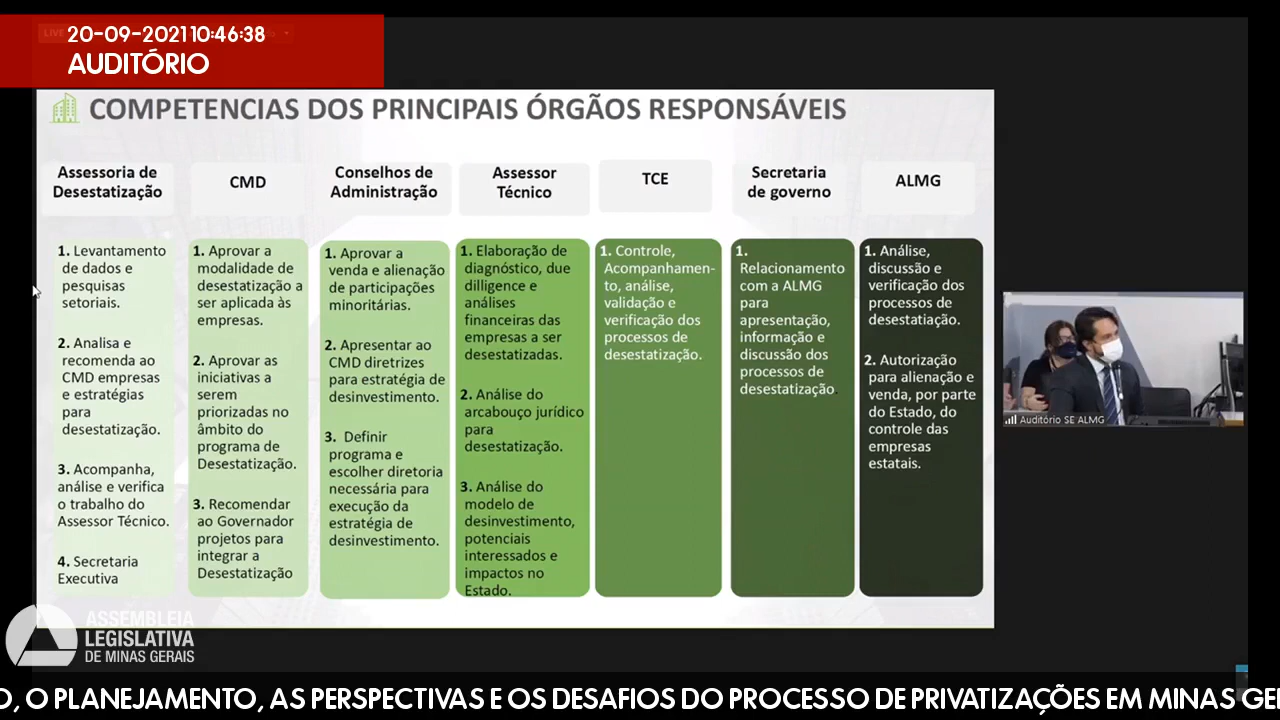 LIVE
20-09-2021 10:46:38
AUDITÓRIO
COMPETENCIAS DOS PRINCIPAIS ÓRGÃOS RESPONSÁVEIS
Assessoria de
Desestatização
1. Levantamento
de dados e
pesquisas
setoriais.
2. Analisa e
recomenda ao
CMD empresas
e estratégias
para
desestatização.
3. Acompanha,
análise e verifica
o trabalho do
Assessor Técnico.
4. Secretaria
Executiva
CMD
1. Aprovar a
modalidade de
desestatização a
ser aplicada às
empresas.
2. Aprovar as
iniciativas a
serem
priorizadas no
âmbito do
programa de
Desestatização.
3. Recomendar
ao Governador
projetos para
integrar a
Desestatização
Conselhos de
Administração
1. Aprovar a
venda e alienação
de participações
minoritárias.
2. Apresentar ao
CMD diretrizes
para estratégia de
desinvestimento.
3. Definir
programa e
escolher diretoria
necessária para
execução da
estratégia de
desinvestimento.
Assessor
Técnico
1. Elaboração de
diagnóstico, due
dilligence e
análises
financeiras das
empresas a ser
desestatizadas.
2. Análise do
arcabouço jurídico
para
desestatização.
3. Análise do
modelo de
desinvestimento,
potenciais
interessados e
impactos no
Estado.
TCE
1. Controle,
Acompanhamen-
to, análise,
validação e
verificação dos
processos de
desestatização.
Secretaria
de governo
1.
Relacionamento
com a ALMG
para
apresentação,
informação e
discussão dos
processos de
desestatização.
ALMG
1. Análise,
discussão e
verificação dos
processos de
desestatiação.
2. Autorização
para alienação e
venda, por parte
do Estado, do
controle das
empresas
estatais.
Auditório SE ALMG
ASSEMBLEIA
LEGISLATIVA
DE MINAS GERAIS
O, O PLANEJAMENTO, AS PERSPECTIVAS E OS DESAFIOS DO PROCESSO DE PRIVATIZAÇÕES EM MINAS GE